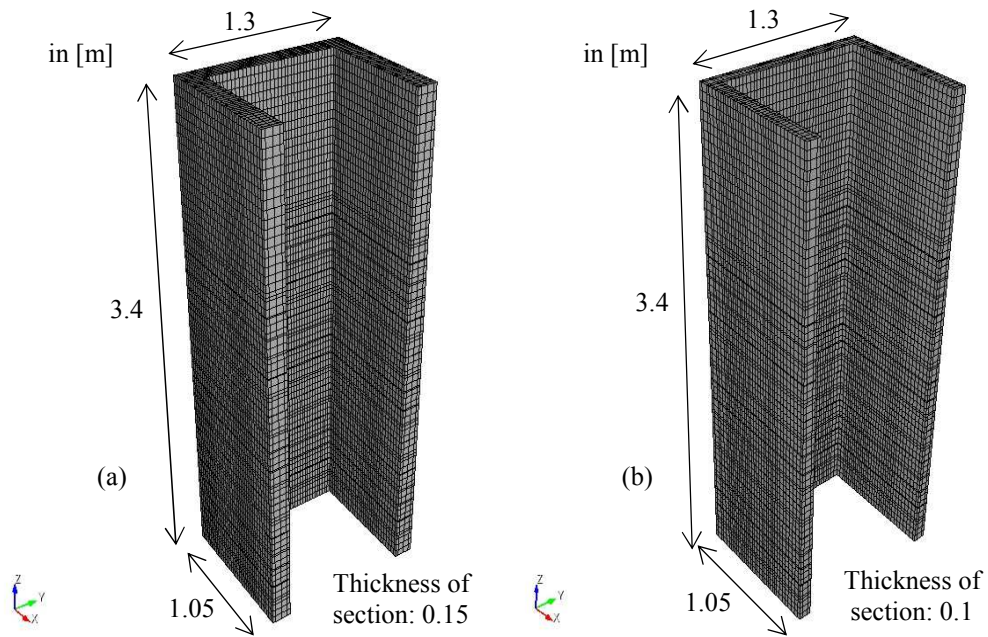 1.3
in [m]
3.4
(a)
1.05
Thickness of
section: 0.15
Z
Y
X
1.3
in [m]
3.4
(b)
1.05
Thickness of
section: 0.1
Z
Y
X